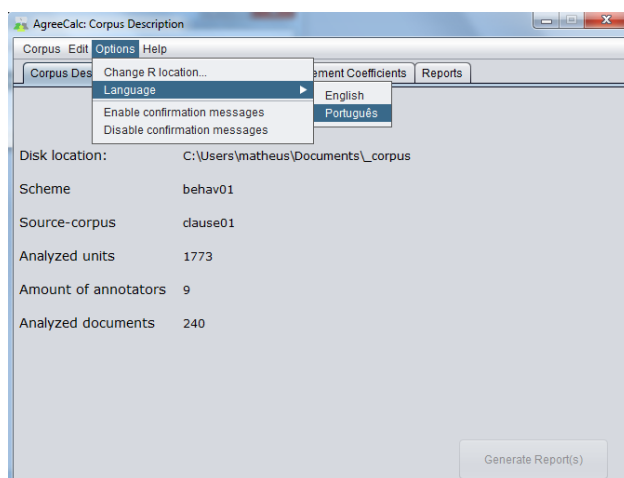 AgreeCalc: Corpus Description
Corpus Edit Options Help
Corpus Des ement Coefficients Reports
Change R location...
Language
English
Português
Enable confirmation messages
Disable confirmation messages
Disk location: C:\Users\matheus\Documents\_corpus
Scheme behav01
Source-corpus clause01
Analyzed units 1773
Amount of annotators 9
Analyzed documents 240
Generate Report(s)